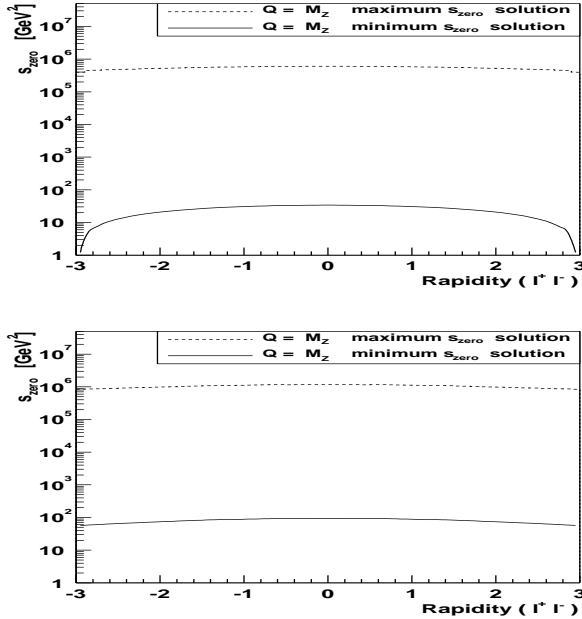 Q = M_Z maximum s_zero solution
Q = M_Z minimum s_zero solution
s_zero [GeV^2]
10^7
10^6
10^5
10^4
10^3
10^2
10
1
-3 -2 -1 0 1 2 3
Rapidity ( l^+ l^- )
Q = M_Z maximum s_zero solution
Q = M_Z minimum s_zero solution
s_zero [GeV^2]
10^7
10^6
10^5
10^4
10^3
10^2
10
1
-3 -2 -1 0 1 2 3
Rapidity ( l^+ l^- )